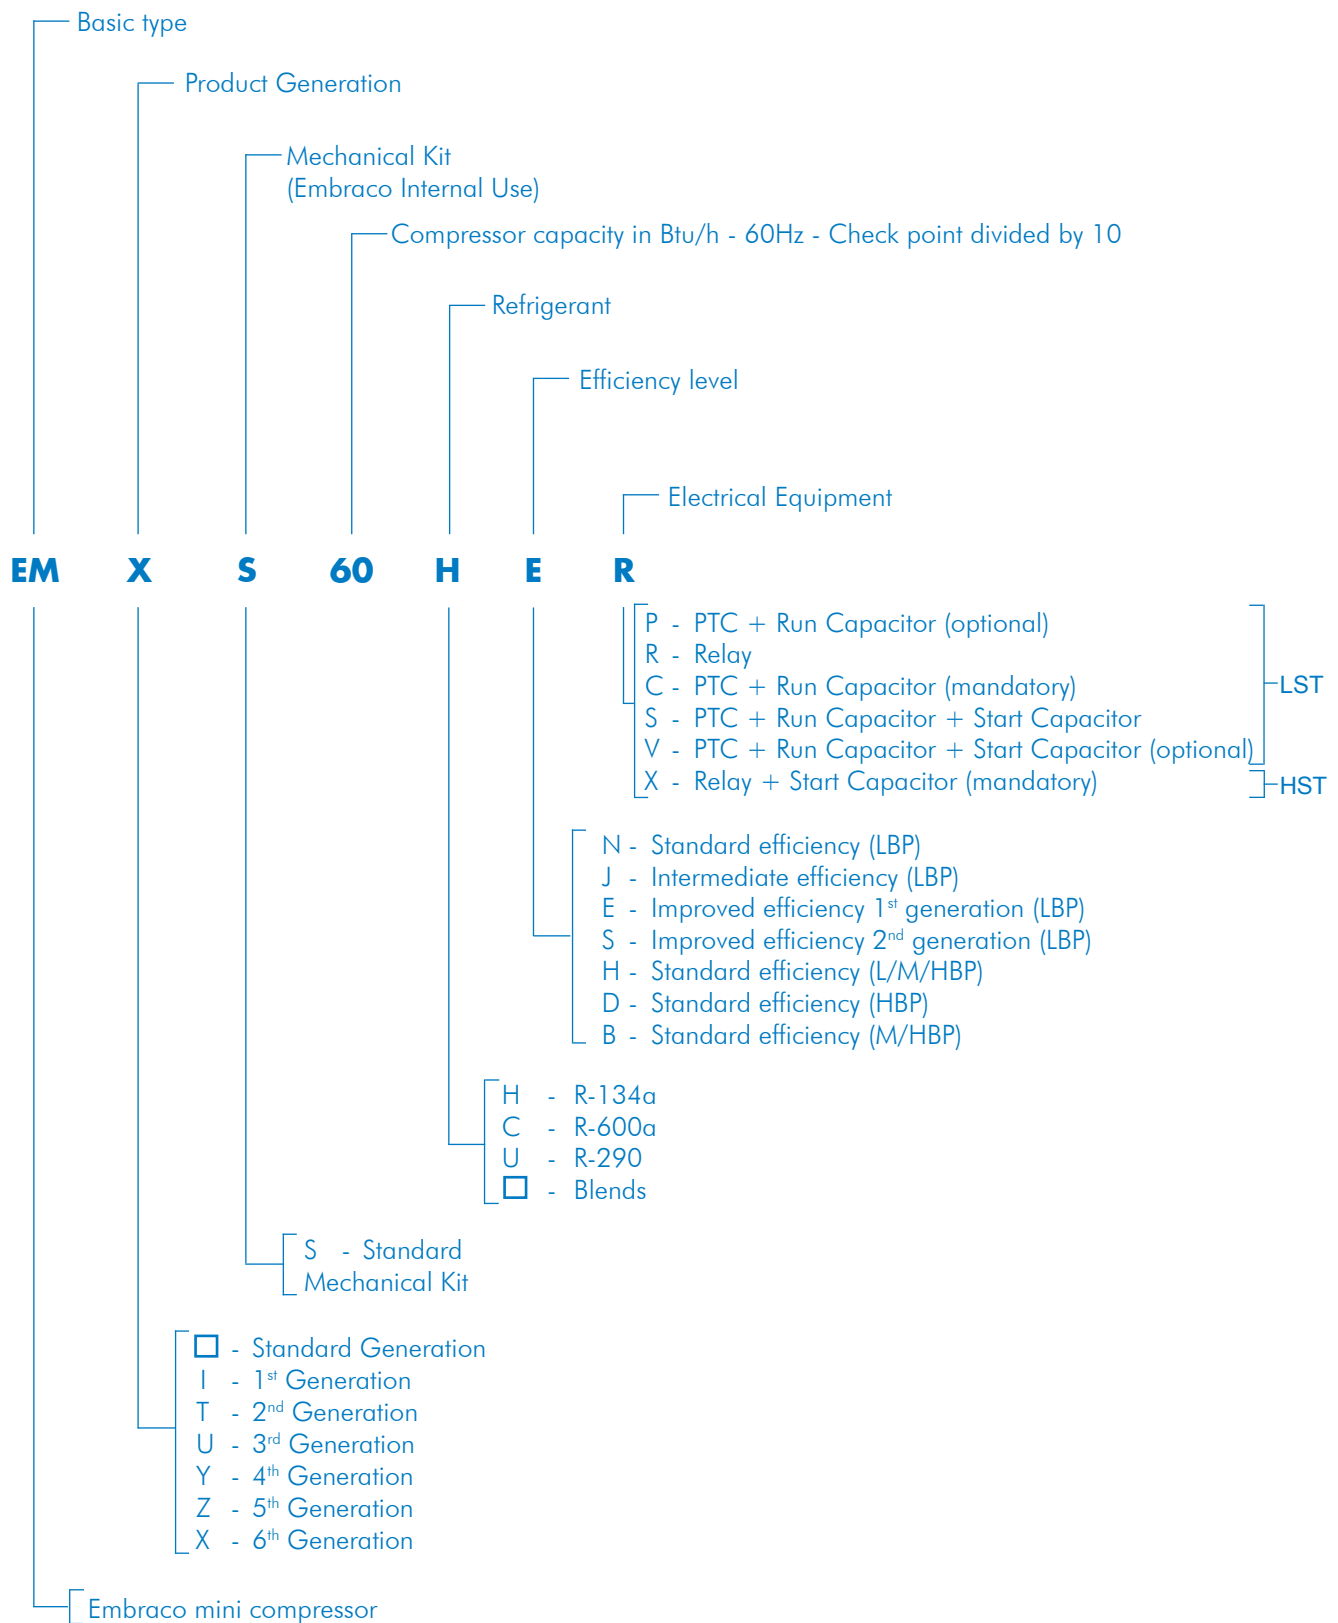 Basic type
Product Generation
Mechanical Kit
(Embraco Internal Use)
Compressor capacity in Btu/h - 60Hz - Check point divided by 10
Refrigerant
Efficiency level
Electrical Equipment
EM X S 60 H E R
P - PTC + Run Capacitor (optional)
R - Relay
C - PTC + Run Capacitor (mandatory)
S - PTC + Run Capacitor + Start Capacitor
V - PTC + Run Capacitor + Start Capacitor (optional)
LST
X - Relay + Start Capacitor (mandatory)
HST
N - Standard efficiency (LBP)
J - Intermediate efficiency (LBP)
E - Improved efficiency 1st generation (LBP)
S - Improved efficiency 2nd generation (LBP)
H - Standard efficiency (L/M/HBP)
D - Standard efficiency (HBP)
B - Standard efficiency (M/HBP)
H - R-134a
C - R-600a
U - R-290
□ - Blends
S - Standard
Mechanical Kit
□ - Standard Generation
I - 1st Generation
T - 2nd Generation
U - 3rd Generation
Y - 4th Generation
Z - 5th Generation
X - 6th Generation
Embraco mini compressor